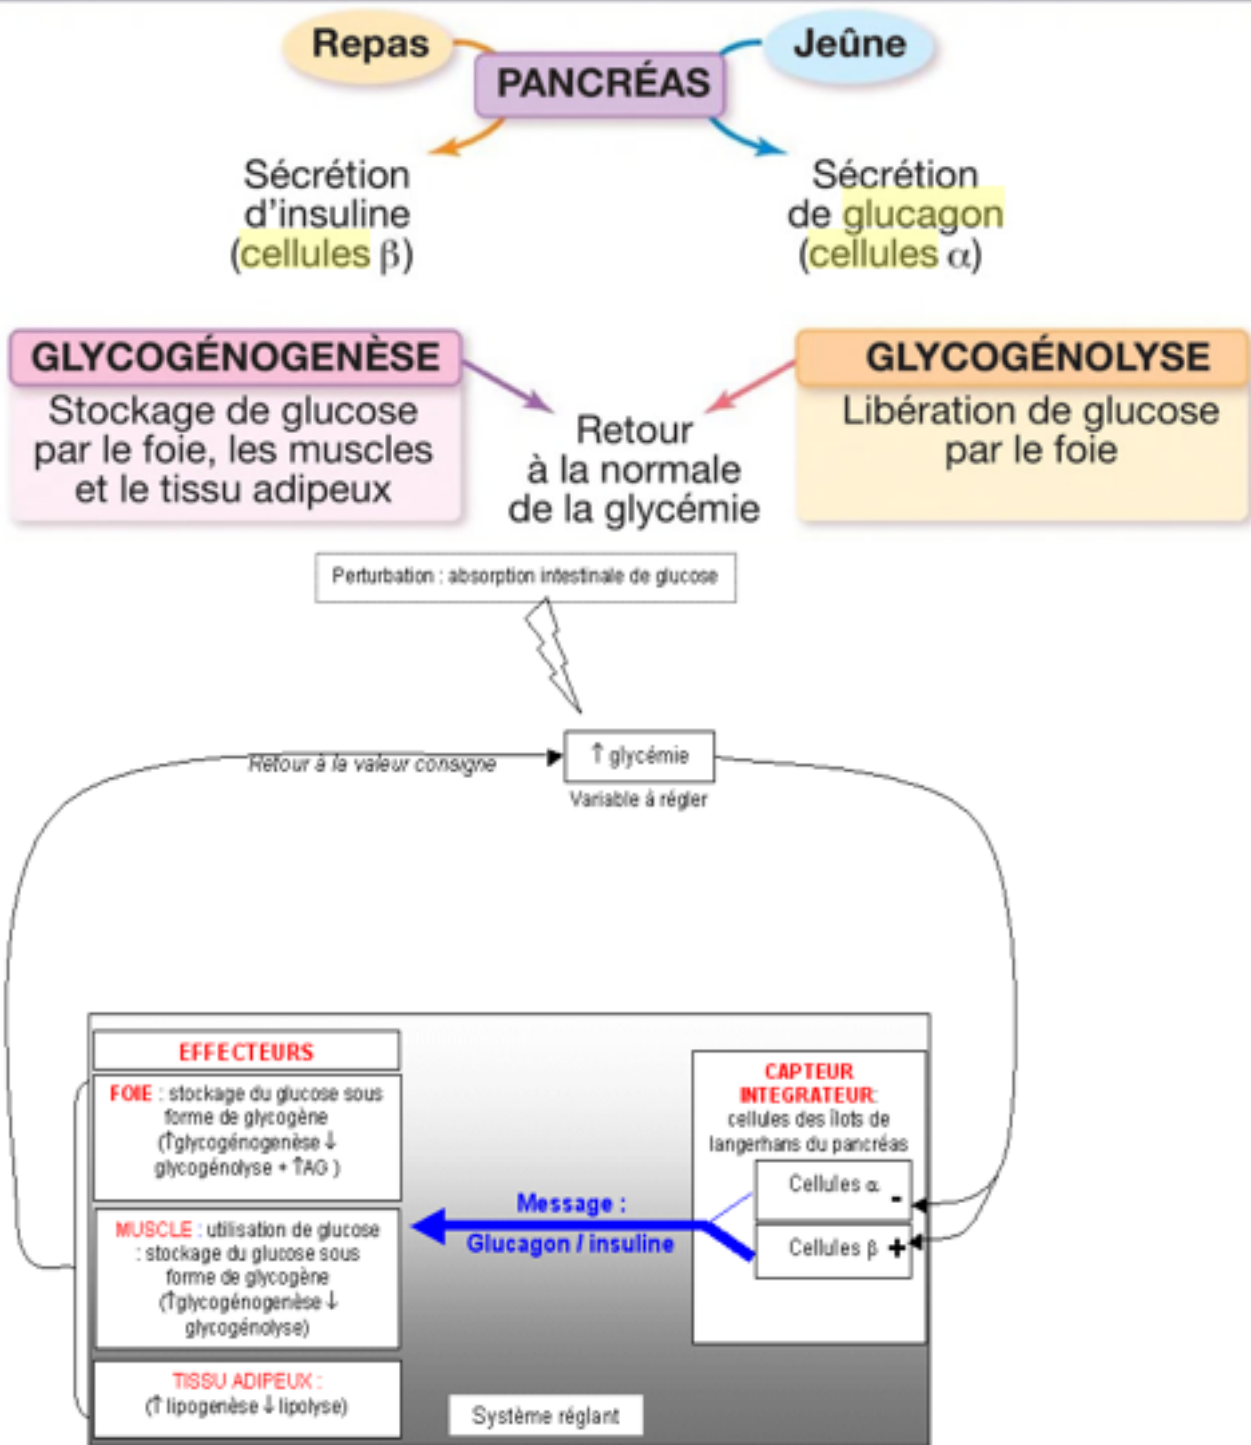 Repas
Jeûne
PANCRÉAS
Sécrétion
d'insuline
(cellules β)
Sécrétion
de glucagon
(cellules α)
GLYCOGÉNOGENÈSE
Stockage de glucose
par le foie, les muscles
et le tissu adipeux
Retour
à la normale
de la glycémie
GLYCOGÉNOLYSE
Libération de glucose
par le foie
Perturbation : absorption intestinale de glucose
Retour à la valeur consigne
↑ glycémie
Variable à régler
EFFECTEURS
FOIE : stockage du glucose sous
forme de glycogène
(↑glycogénogenèse ↓
glycogénolyse + ↑AG )
MUSCLE : utilisation de glucose
: stockage du glucose sous
forme de glycogène
(↑glycogénogenèse ↓
glycogénolyse)
TISSU ADIPEUX :
(↑ lipogenèse ↓ lipolyse)
Message :
Glucagon / insuline
CAPTEUR
INTEGRATEUR:
cellules des îlots de
langerhans du pancréas
Cellules α -
Cellules β +
Système réglant